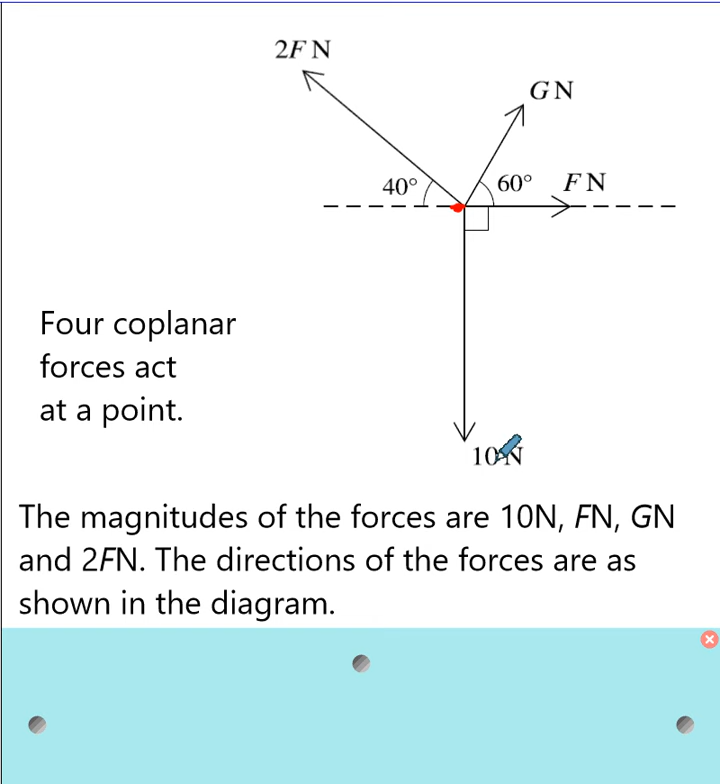 2F N
G N
40°
60°
F N
Four coplanar
forces act
at a point.
10N
The magnitudes of the forces are 10N, FN, GN
and 2FN. The directions of the forces are as
shown in the diagram.